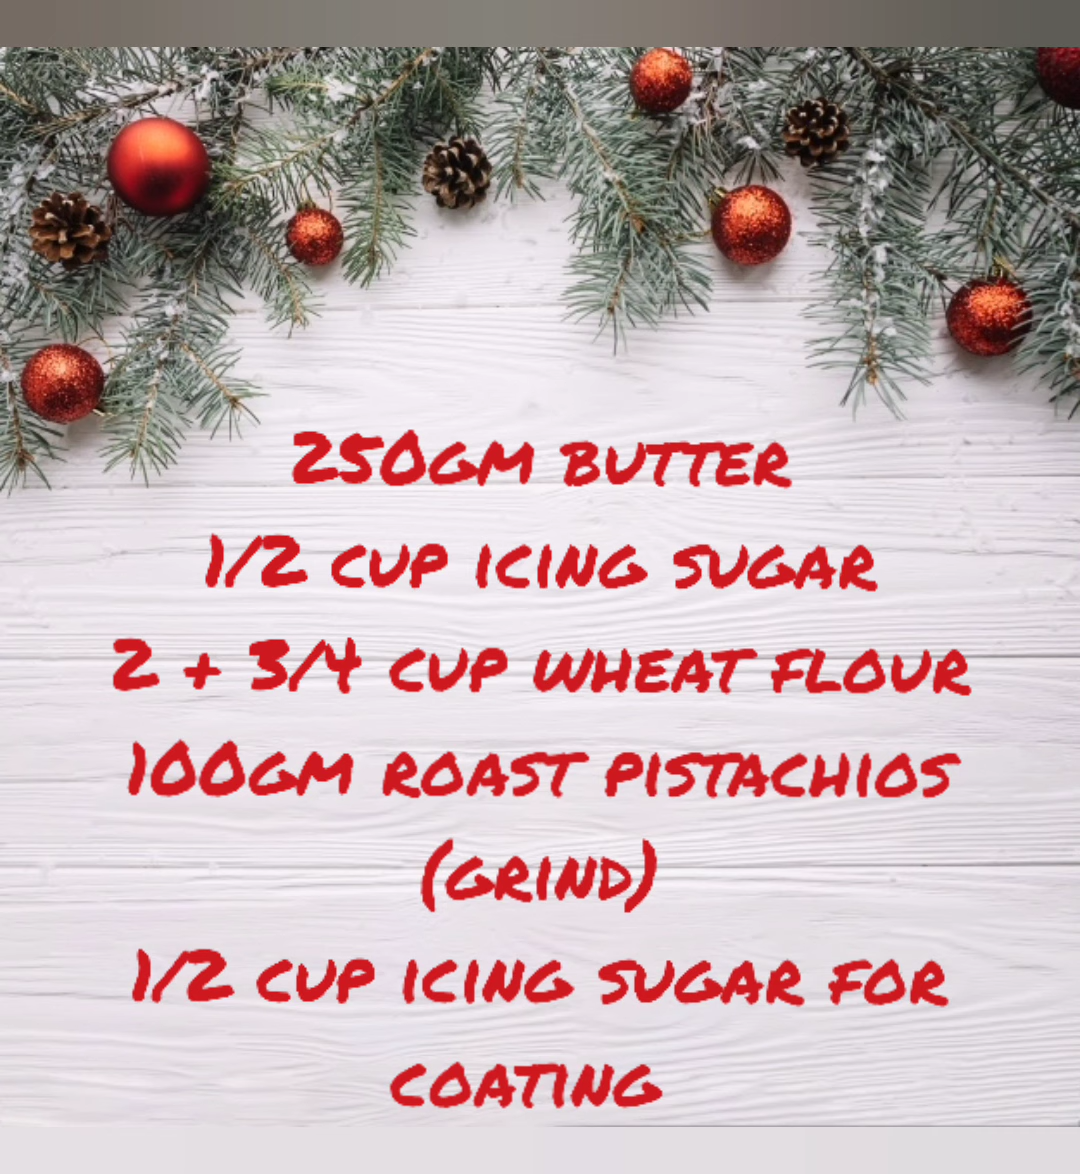 250GM BUTTER
1/2 CUP ICING SUGAR
2 + 3/4 CUP WHEAT FLOUR
100GM ROAST PISTACHIOS
(GRIND)
1/2 CUP ICING SUGAR FOR
COATING